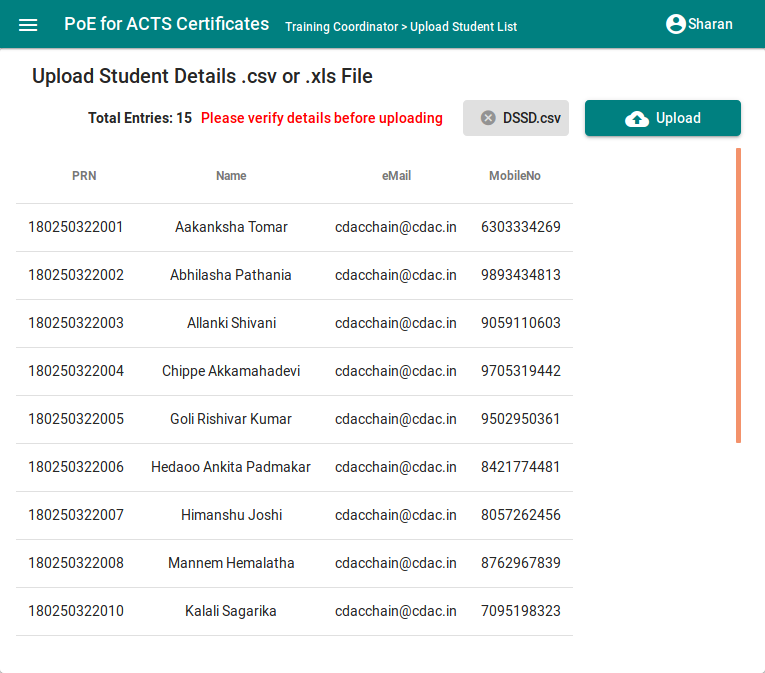 PoE for ACTS Certificates Training Coordinator > Upload Student List Sharan
Upload Student Details .csv or .xls File
Total Entries: 15 Please verify details before uploading DSSD.csv Upload
PRN Name eMail MobileNo
180250322001 Aakanksha Tomar cdacchain@cdac.in 6303334269
180250322002 Abhilasha Pathania cdacchain@cdac.in 9893434813
180250322003 Allanki Shivani cdacchain@cdac.in 9059110603
180250322004 Chippe Akkamahadevi cdacchain@cdac.in 9705319442
180250322005 Goli Rishivar Kumar cdacchain@cdac.in 9502950361
180250322006 Hedaoo Ankita Padmakar cdacchain@cdac.in 8421774481
180250322007 Himanshu Joshi cdacchain@cdac.in 8057262456
180250322008 Mannem Hemalatha cdacchain@cdac.in 8762967839
180250322010 Kalali Sagarika cdacchain@cdac.in 7095198323